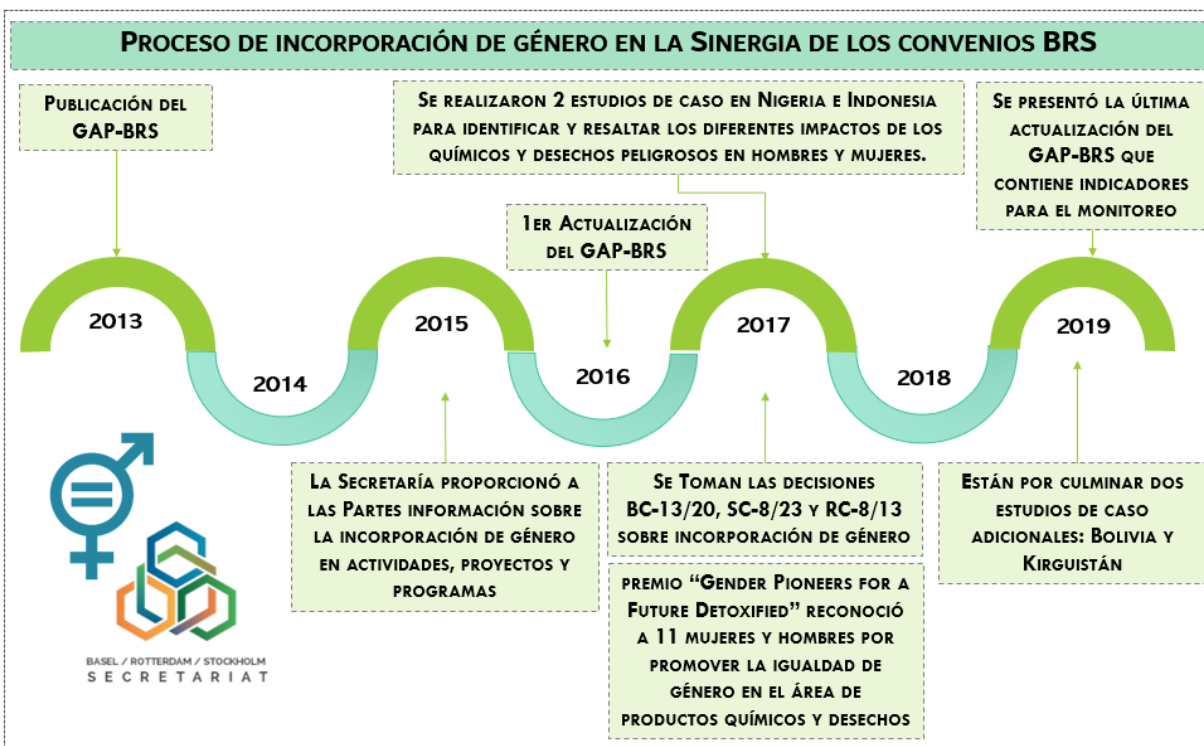 PROCESO DE INCORPORACIÓN DE GÉNERO EN LA SINERGIA DE LOS CONVENIOS BRS
PUBLICACIÓN DEL
GAP-BRS
SE REALIZARON 2 ESTUDIOS DE CASO EN NIGERIA E INDONESIA
PARA IDENTIFICAR Y RESALTAR LOS DIFERENTES IMPACTOS DE LOS
QUÍMICOS Y DESECHOS PELIGROSOS EN HOMBRES Y MUJERES.
SE PRESENTÓ LA ÚLTIMA
ACTUALIZACIÓN DEL
GAP-BRS QUE
CONTIENE INDICADORES
PARA EL MONITOREO
1ER ACTUALIZACIÓN
DEL GAP-BRS
2013
2014
2015
2016
2017
2018
2019
LA SECRETARÍA PROPORCIONÓ A
LAS PARTES INFORMACIÓN SOBRE
LA INCORPORACIÓN DE GÉNERO
EN ACTIVIDADES, PROYECTOS Y
PROGRAMAS
SE TOMAN LAS DECISIONES
BC-13/20, SC-8/23 Y RC-8/13
SOBRE INCORPORACIÓN DE GÉNERO
PREMIO “GENDER PIONEERS FOR A
FUTURE DETOXIFIED” RECONOCIÓ
A 11 MUJERES Y HOMBRES POR
PROMOVER LA IGUALDAD DE
GÉNERO EN EL ÁREA DE
PRODUCTOS QUÍMICOS Y DESECHOS
ESTÁN POR CULMINAR DOS
ESTUDIOS DE CASO
ADICIONALES: BOLIVIA Y
KIRGUISTÁN
BASEL / ROTTERDAM / STOCKHOLM
SECRETARIAT